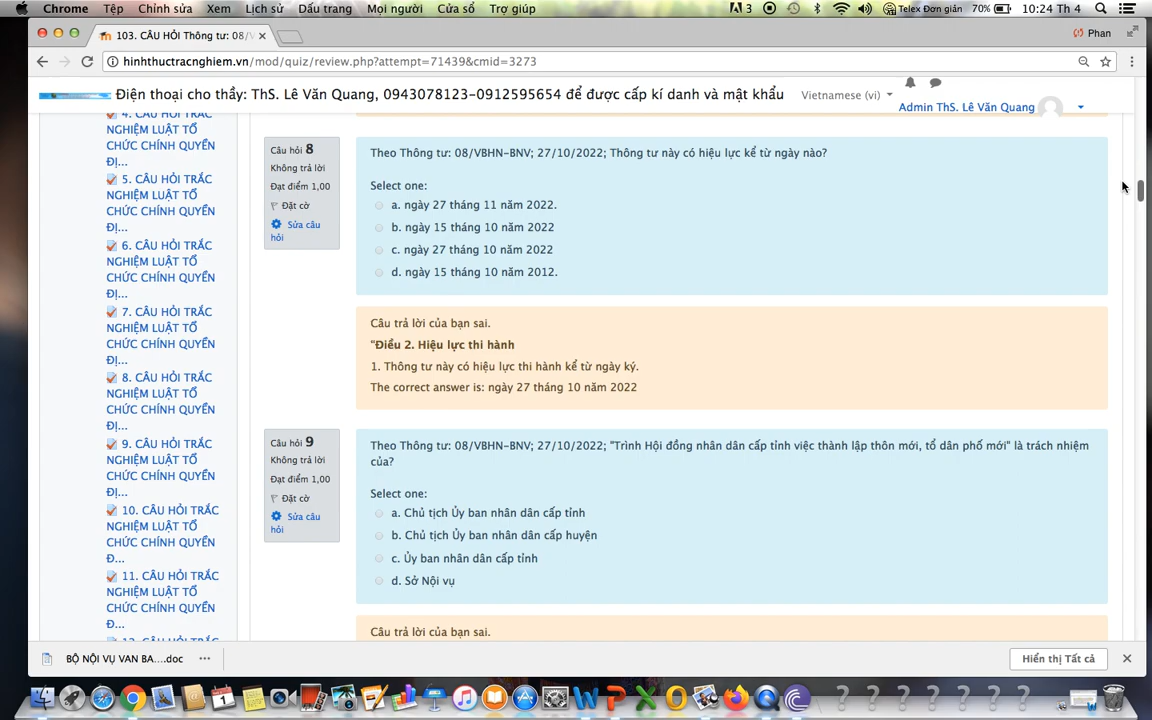 Chrome Tệp Chỉnh sửa Xem Lịch sử Dấu trang Mọi người Cửa sổ Trợ giúp 3 Telex Đơn giản 70% 10:24 Th 4
103. CÂU HỎI Thông tư: 08/V
Phan
hinhthuctracnghiem.vn/mod/quiz/review.php?attempt=71439&cmid=3273
Điện thoại cho thầy: ThS. Lê Văn Quang, 0943078123-0912595654 để được cấp kí danh và mật khẩu
Vietnamese (vi)
Admin ThS. Lê Văn Quang
4. CÂU HỎI TRẮC
NGHIỆM LUẬT TỔ
CHỨC CHÍNH QUYỀN
ĐỊ...
5. CÂU HỎI TRẮC
NGHIỆM LUẬT TỔ
CHỨC CHÍNH QUYỀN
ĐỊ...
6. CÂU HỎI TRẮC
NGHIỆM LUẬT TỔ
CHỨC CHÍNH QUYỀN
ĐỊ...
7. CÂU HỎI TRẮC
NGHIỆM LUẬT TỔ
CHỨC CHÍNH QUYỀN
ĐỊ...
8. CÂU HỎI TRẮC
NGHIỆM LUẬT TỔ
CHỨC CHÍNH QUYỀN
ĐỊ...
9. CÂU HỎI TRẮC
NGHIỆM LUẬT TỔ
CHỨC CHÍNH QUYỀN
ĐỊ...
10. CÂU HỎI TRẮC
NGHIỆM LUẬT TỔ
CHỨC CHÍNH QUYỀN
Đ...
11. CÂU HỎI TRẮC
NGHIỆM LUẬT TỔ
CHỨC CHÍNH QUYỀN
Đ...
Câu hỏi 8
Không trả lời
Đạt điểm 1,00
Đặt cờ
Sửa câu
hỏi
Theo Thông tư: 08/VBHN-BNV; 27/10/2022; Thông tư này có hiệu lực kể từ ngày nào?
Select one:
a. ngày 27 tháng 11 năm 2022.
b. ngày 15 tháng 10 năm 2022
c. ngày 27 tháng 10 năm 2022
d. ngày 15 tháng 10 năm 2012.
Câu trả lời của bạn sai.
"Điều 2. Hiệu lực thi hành
1. Thông tư này có hiệu lực thi hành kể từ ngày ký.
The correct answer is: ngày 27 tháng 10 năm 2022
Câu hỏi 9
Không trả lời
Đạt điểm 1,00
Đặt cờ
Sửa câu
hỏi
Theo Thông tư: 08/VBHN-BNV; 27/10/2022; "Trình Hội đồng nhân dân cấp tỉnh việc thành lập thôn mới, tổ dân phố mới" là trách nhiệm
của?
Select one:
a. Chủ tịch Ủy ban nhân dân cấp tỉnh
b. Chủ tịch Ủy ban nhân dân cấp huyện
c. Ủy ban nhân dân cấp tỉnh
d. Sở Nội vụ
Câu trả lời của bạn sai.
BỘ NỘI VỤ VAN BA....doc
Hiển thị Tất cả